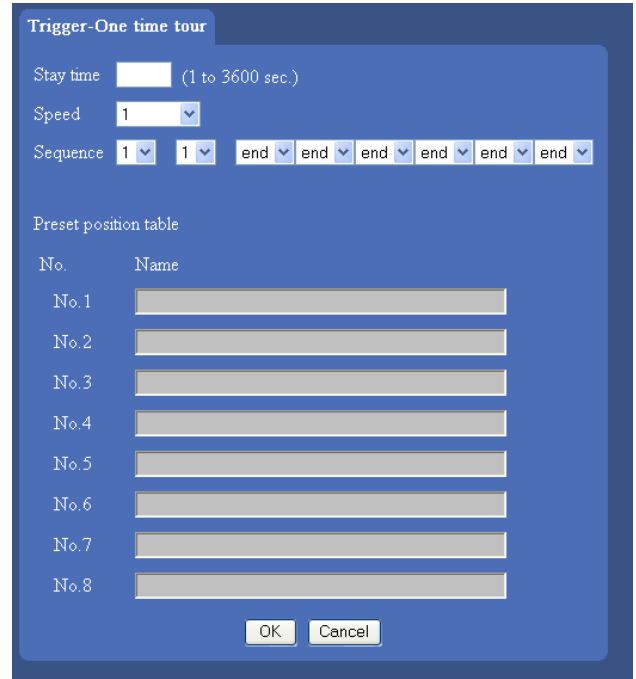 Trigger-One time tour
Stay time (1 to 3600 sec.)
Speed 1
Sequence 1 1 end end end end end end
Preset position table
No. Name
No.1
No.2
No.3
No.4
No.5
No.6
No.7
No.8
OK Cancel